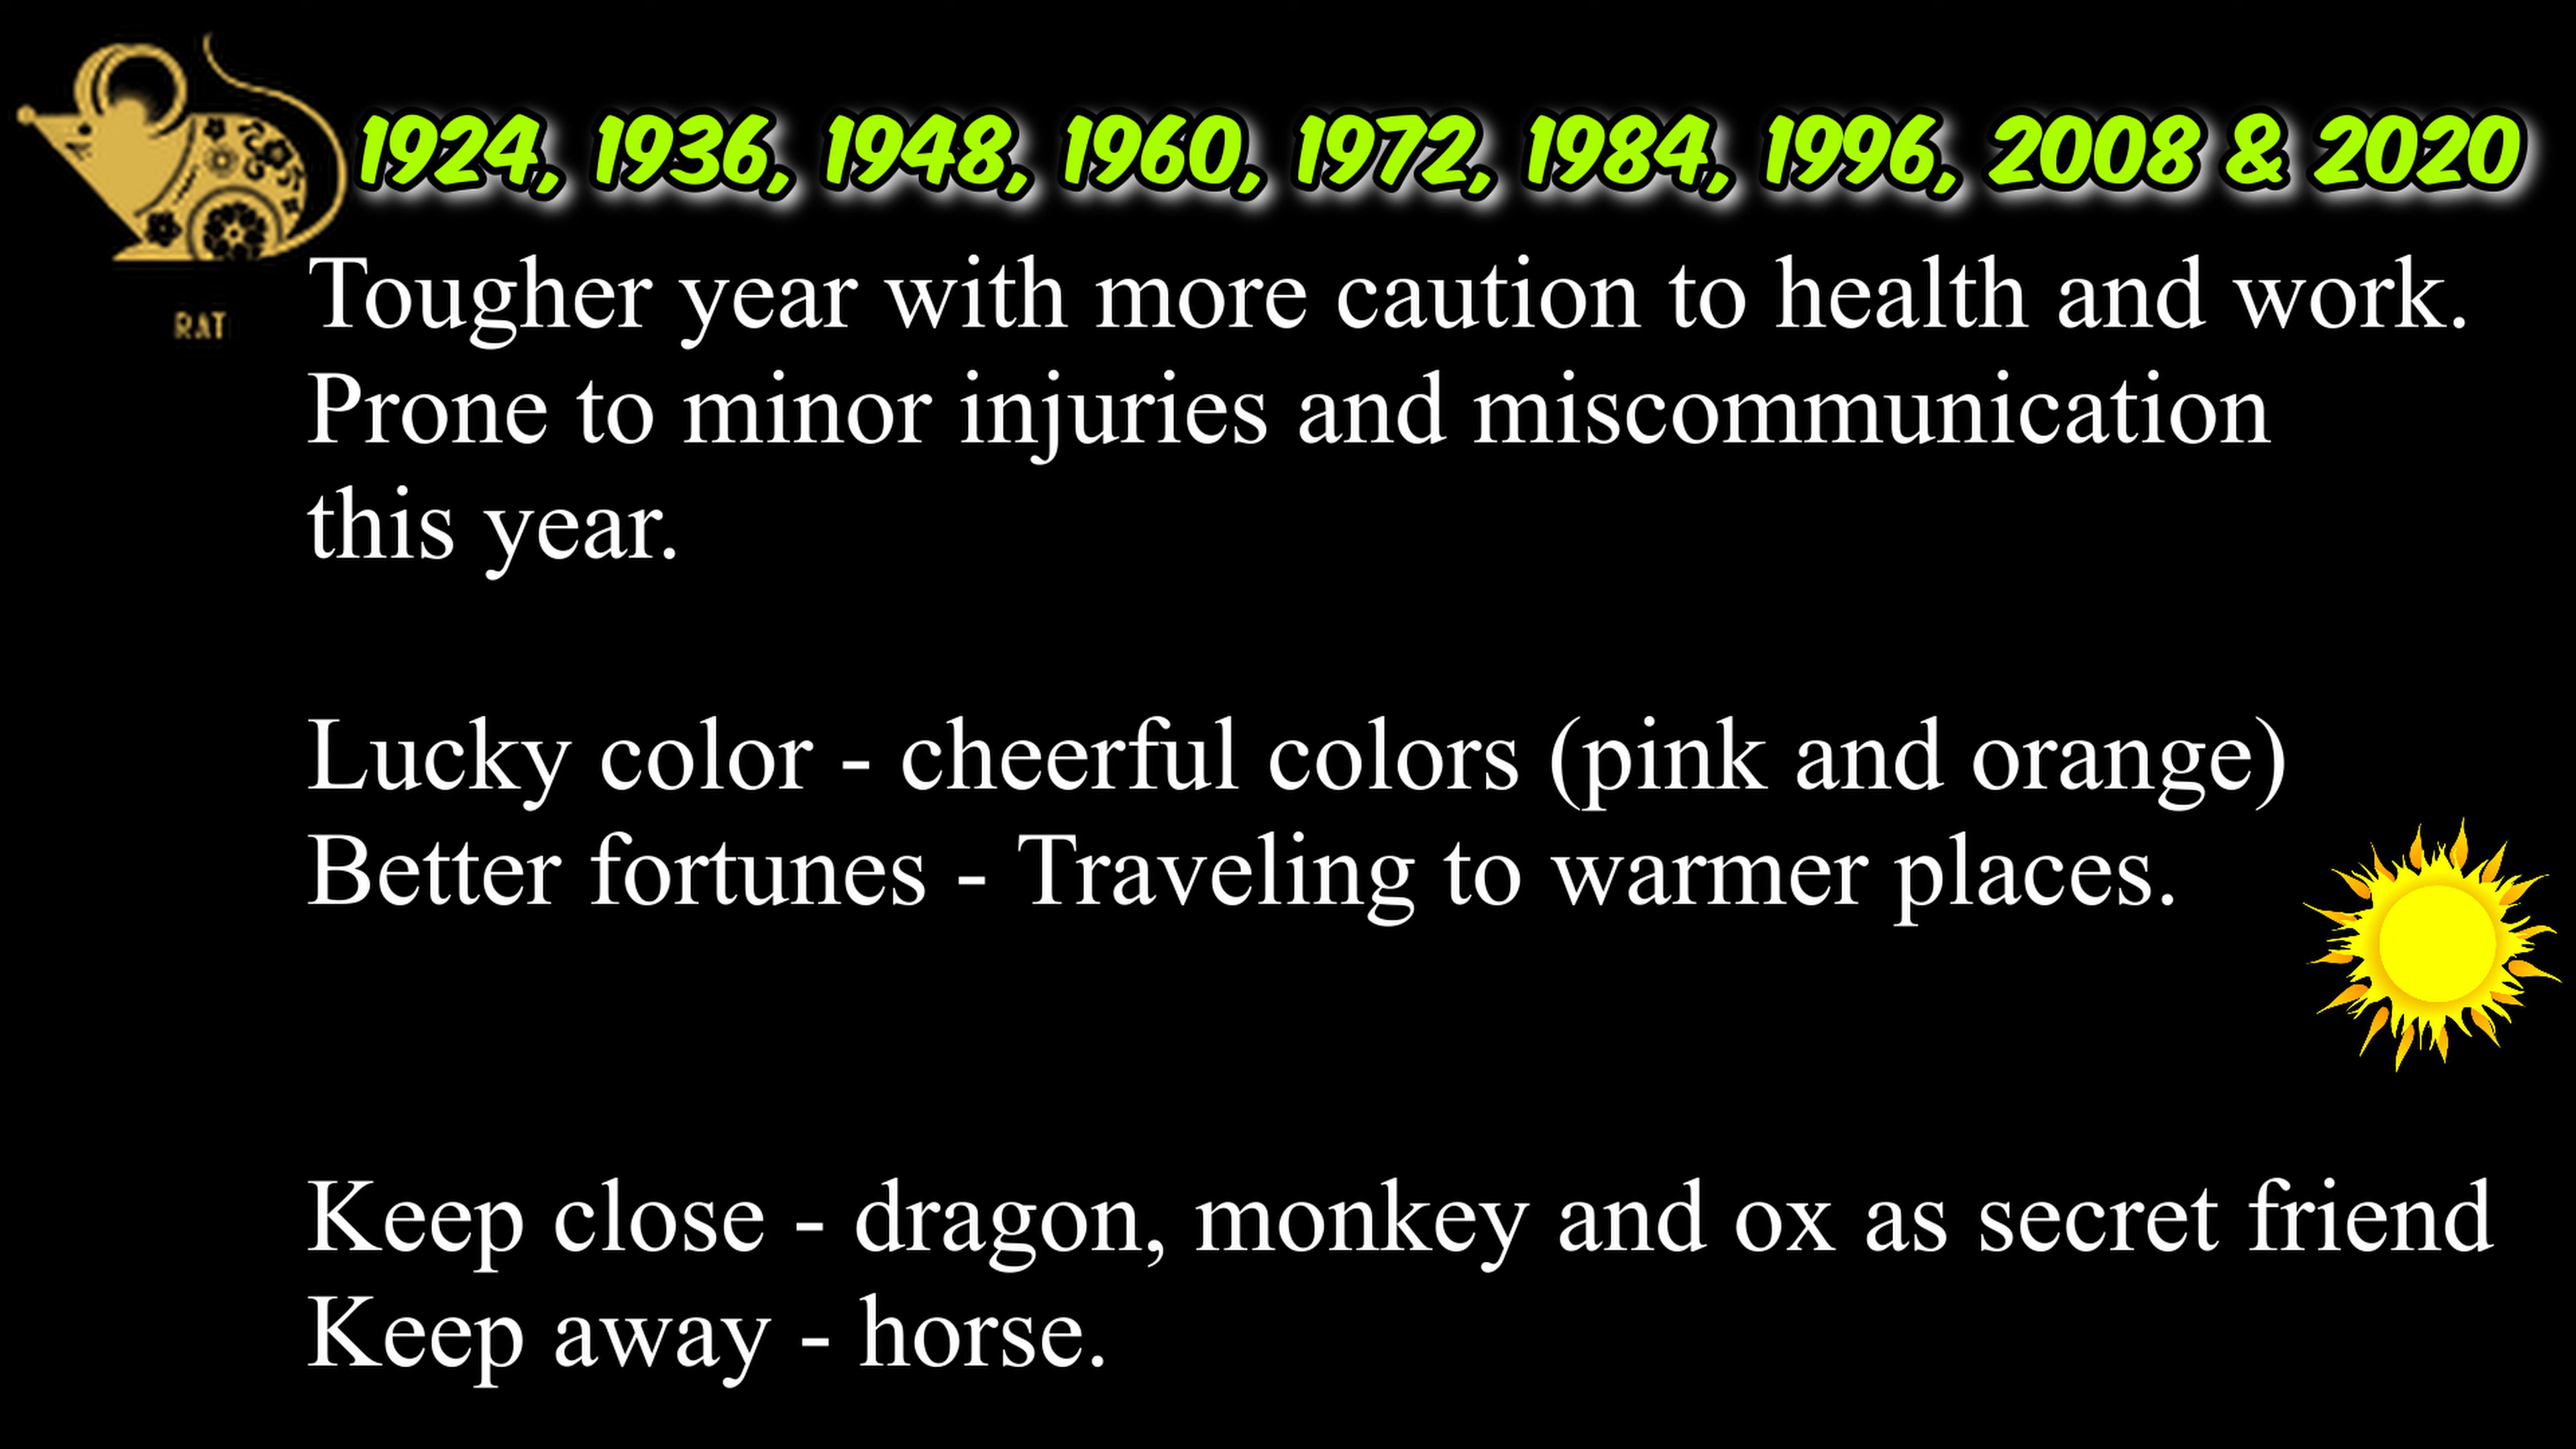 1924, 1936, 1948, 1960, 1972, 1984, 1996, 2008 & 2020
RAT
Tougher year with more caution to health and work.
Prone to minor injuries and miscommunication
this year.
Lucky color - cheerful colors (pink and orange)
Better fortunes - Traveling to warmer places.
Keep close - dragon, monkey and ox as secret friend
Keep away - horse.